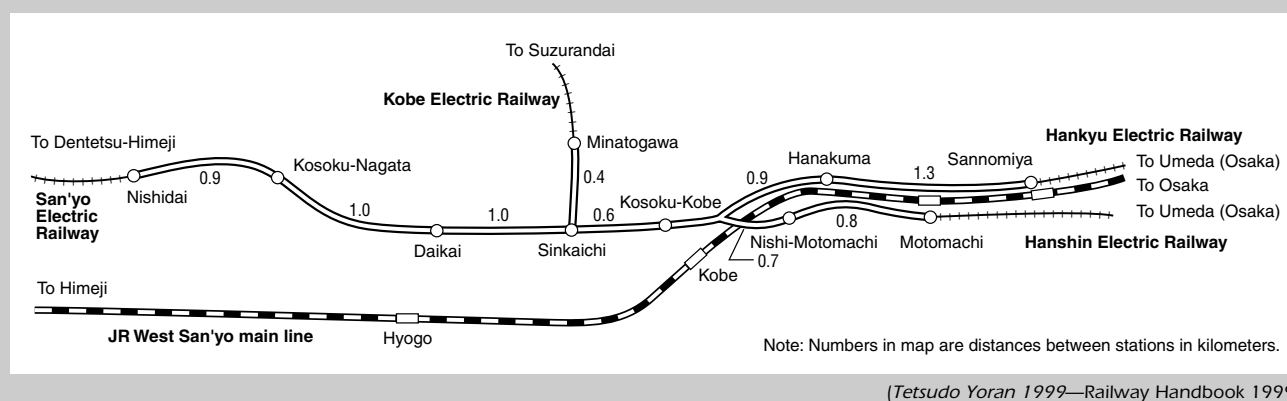 To Suzurandai
Kobe Electric Railway
To Dentetsu-Himeji
Minatogawa
Hankyu Electric Railway
Kosoku-Nagata
Hanakuma
Sannomiya
To Umeda (Osaka)
0.9
Nishidai
0.4
0.9
1.3
To Osaka
San'yo
Electric
Railway
1.0
1.0
0.6
Kosoku-Kobe
0.8
To Umeda (Osaka)
Daikai
Sinkaichi
Nishi-Motomachi
Motomachi
Hanshin Electric Railway
0.7
Kobe
To Himeji
JR West San'yo main line
Hyogo
Note: Numbers in map are distances between stations in kilometers.
(Tetsudo Yoran 1999—Railway Handbook 1999